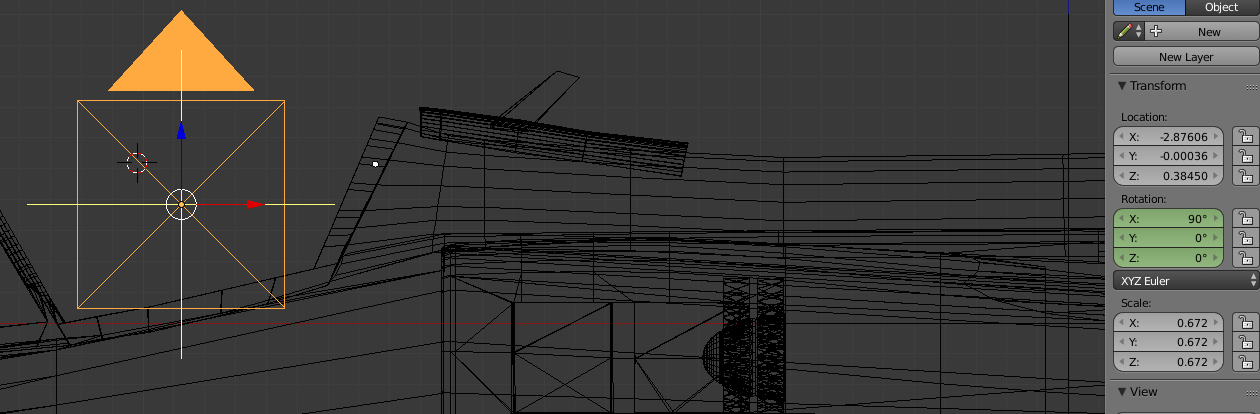 Scene Object
New
New Layer
Transform
Location:
X: -2.87606
Y: -0.00036
Z: 0.38450
Rotation:
X: 90°
Y: 0°
Z: 0°
XYZ Euler
Scale:
X: 0.672
Y: 0.672
Z: 0.672
View